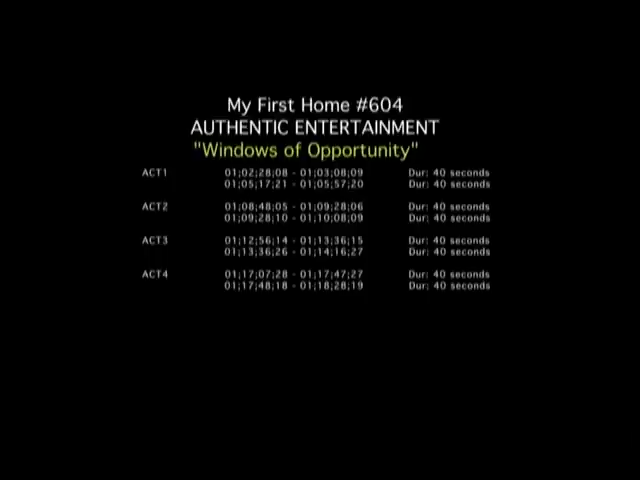 My First Home #604
AUTHENTIC ENTERTAINMENT
"Windows of Opportunity"
ACT1 01;02;28;08 - 01;03;08;09 Dur: 40 seconds
01;05;17;21 - 01;05;57;20 Dur: 40 seconds
ACT2 01;08;48;05 - 01;09;28;06 Dur: 40 seconds
01;09;28;10 - 01;10;08;09 Dur: 40 seconds
ACT3 01;12;56;14 - 01;13;36;15 Dur: 40 seconds
01;13;36;26 - 01;14;16;27 Dur: 40 seconds
ACT4 01;17;07;28 - 01;17;47;27 Dur: 40 seconds
01;17;48;18 - 01;18;28;19 Dur: 40 seconds